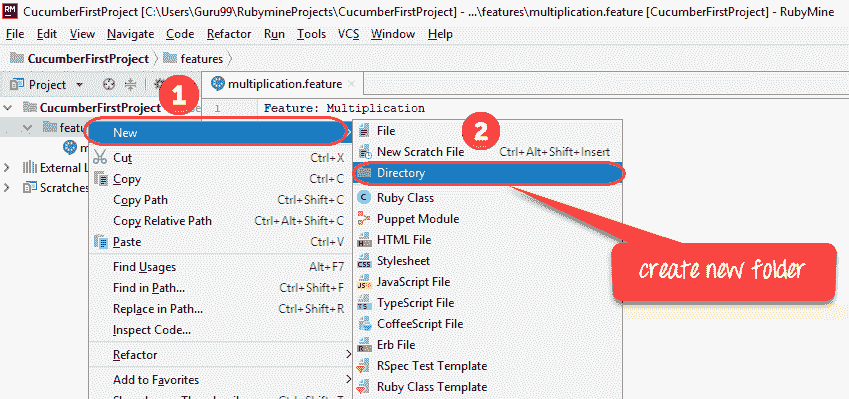 RM CucumberFirstProject [C:\Users\Guru99\RubymineProjects\CucumberFirstProject] - ...\features\multiplication.feature [CucumberFirstProject] - RubyMine
File Edit View Navigate Code Refactor Run Tools VCS Window Help
CucumberFirstProject features
Project
multiplication.feature
1
CucumberFirstProject
1 Feature: Multiplication
featu
2
New
File
m
Cut Ctrl+X
New Scratch File Ctrl+Alt+Shift+Insert
External L
Copy Ctrl+C
Directory
Scratches
Copy Path Ctrl+Shift+C
Ruby Class
Copy Relative Path Ctrl+Alt+Shift+C
Puppet Module
Paste Ctrl+V
HTML File
Find Usages Alt+F7
CSS Stylesheet
create new folder
Find in Path... Ctrl+Shift+F
JS JavaScript File
Replace in Path... Ctrl+Shift+R
TS TypeScript File
Inspect Code...
CoffeeScript File
Refactor
Erb File
RSpec Test Template
Add to Favorites
Ruby Class Template